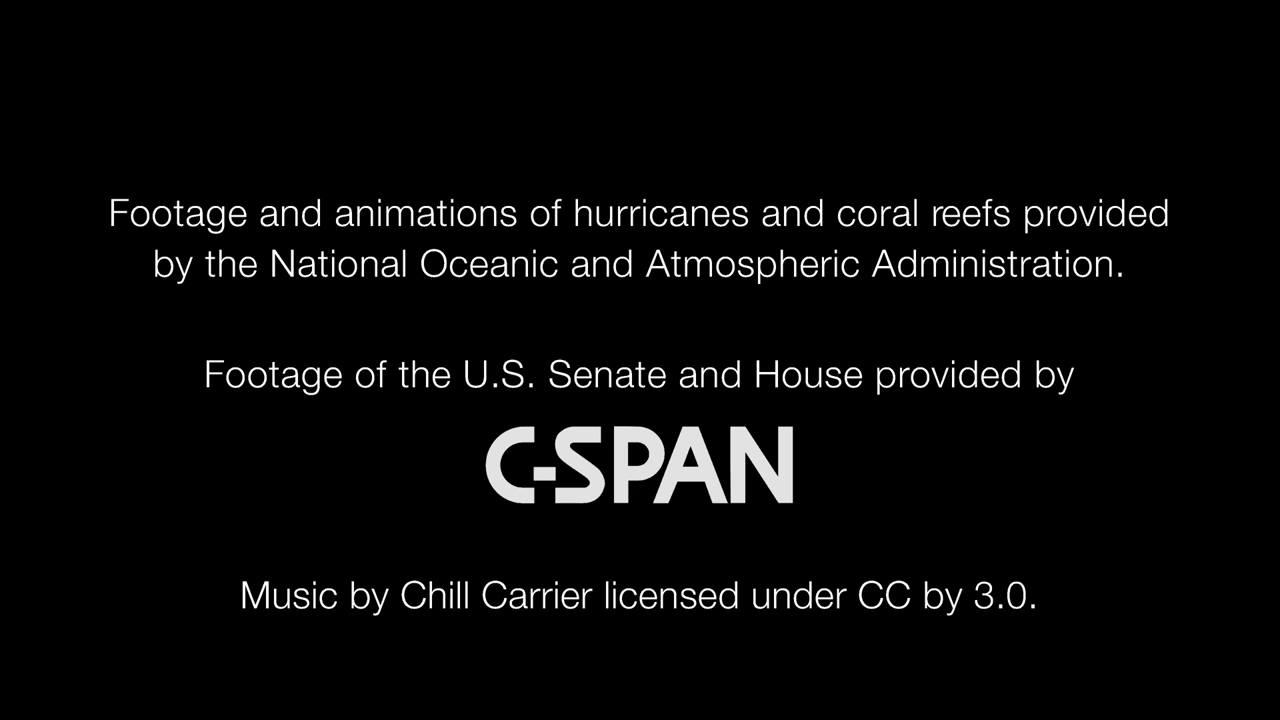 Footage and animations of hurricanes and coral reefs provided
by the National Oceanic and Atmospheric Administration.
Footage of the U.S. Senate and House provided by
C-SPAN
Music by Chill Carrier licensed under CC by 3.0.